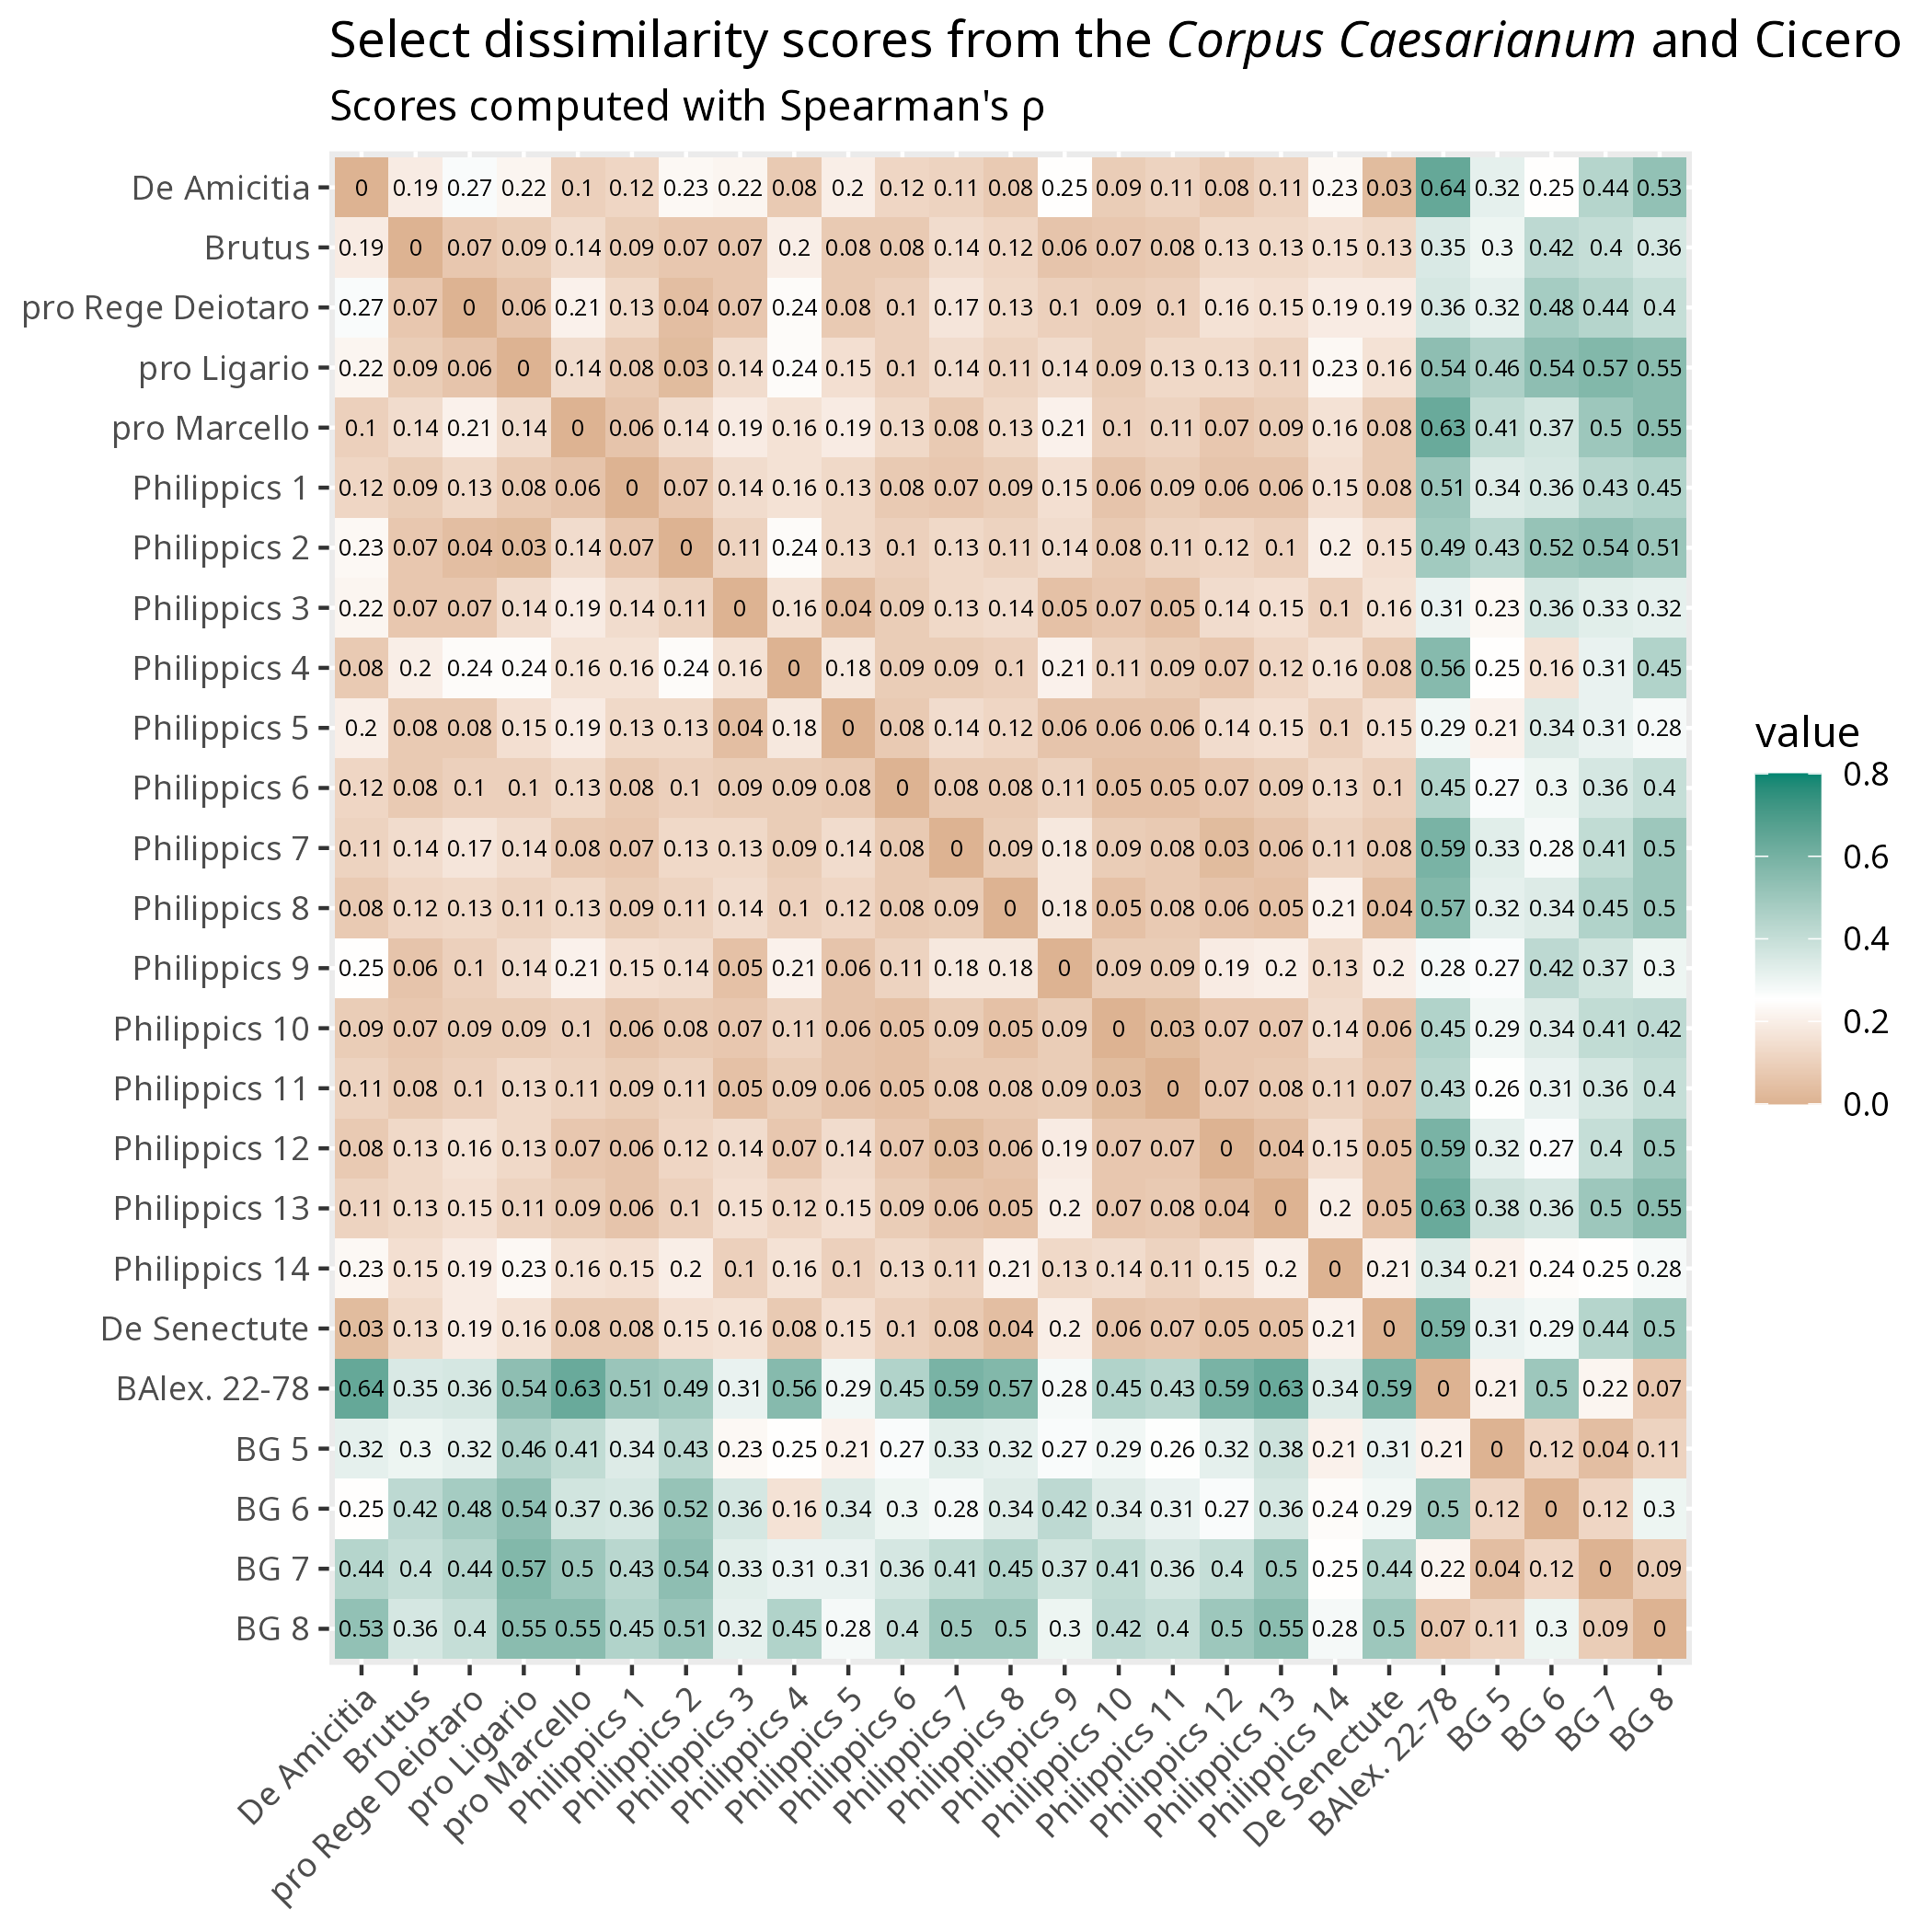 Select dissimilarity scores from the Corpus Caesarianum and Cicero
Scores computed with Spearman's ρ
De Amicitia 0 0.19 0.27 0.22 0.1 0.12 0.23 0.22 0.08 0.2 0.12 0.11 0.08 0.25 0.09 0.11 0.08 0.11 0.23 0.03 0.64 0.32 0.25 0.44 0.53
Brutus 0.19 0 0.07 0.09 0.14 0.09 0.07 0.07 0.2 0.08 0.08 0.14 0.12 0.06 0.07 0.08 0.13 0.13 0.15 0.13 0.35 0.3 0.42 0.4 0.36
pro Rege Deiotaro 0.27 0.07 0 0.06 0.21 0.13 0.04 0.07 0.24 0.08 0.1 0.17 0.13 0.1 0.09 0.1 0.16 0.15 0.19 0.19 0.36 0.32 0.48 0.44 0.4
pro Ligario 0.22 0.09 0.06 0 0.14 0.08 0.03 0.14 0.24 0.15 0.1 0.14 0.11 0.14 0.09 0.13 0.13 0.11 0.23 0.16 0.54 0.46 0.54 0.57 0.55
pro Marcello 0.1 0.14 0.21 0.14 0 0.06 0.14 0.19 0.16 0.19 0.13 0.08 0.13 0.21 0.1 0.11 0.07 0.09 0.16 0.08 0.63 0.41 0.37 0.5 0.55
Philippics 1 0.12 0.09 0.13 0.08 0.06 0 0.07 0.14 0.16 0.13 0.08 0.07 0.09 0.15 0.06 0.09 0.06 0.06 0.15 0.08 0.51 0.34 0.36 0.43 0.45
Philippics 2 0.23 0.07 0.04 0.03 0.14 0.07 0 0.11 0.24 0.13 0.1 0.13 0.11 0.14 0.08 0.11 0.12 0.1 0.2 0.15 0.49 0.43 0.52 0.54 0.51
Philippics 3 0.22 0.07 0.07 0.14 0.19 0.14 0.11 0 0.16 0.04 0.09 0.13 0.14 0.05 0.07 0.05 0.14 0.15 0.1 0.16 0.31 0.23 0.36 0.33 0.32
Philippics 4 0.08 0.2 0.24 0.24 0.16 0.16 0.24 0.16 0 0.18 0.09 0.09 0.1 0.21 0.11 0.09 0.07 0.12 0.16 0.08 0.56 0.25 0.16 0.31 0.45
Philippics 5 0.2 0.08 0.08 0.15 0.19 0.13 0.13 0.04 0.18 0 0.08 0.14 0.12 0.06 0.06 0.06 0.14 0.15 0.1 0.15 0.29 0.21 0.34 0.31 0.28
Philippics 6 0.12 0.08 0.1 0.1 0.13 0.08 0.1 0.09 0.09 0.08 0 0.08 0.08 0.11 0.05 0.05 0.07 0.09 0.13 0.1 0.45 0.27 0.3 0.36 0.4
Philippics 7 0.11 0.14 0.17 0.14 0.08 0.07 0.13 0.13 0.09 0.14 0.08 0 0.09 0.18 0.09 0.08 0.03 0.06 0.11 0.08 0.59 0.33 0.28 0.41 0.5
Philippics 8 0.08 0.12 0.13 0.11 0.13 0.09 0.11 0.14 0.1 0.12 0.08 0.09 0 0.18 0.05 0.08 0.06 0.05 0.21 0.04 0.57 0.32 0.34 0.45 0.5
Philippics 9 0.25 0.06 0.1 0.14 0.21 0.15 0.14 0.05 0.21 0.06 0.11 0.18 0.18 0 0.09 0.09 0.19 0.2 0.13 0.2 0.28 0.27 0.42 0.37 0.3
Philippics 10 0.09 0.07 0.09 0.09 0.1 0.06 0.08 0.07 0.11 0.06 0.05 0.09 0.05 0.09 0 0.03 0.07 0.07 0.14 0.06 0.45 0.29 0.34 0.41 0.42
Philippics 11 0.11 0.08 0.1 0.13 0.11 0.09 0.11 0.05 0.09 0.06 0.05 0.08 0.08 0.09 0.03 0 0.07 0.08 0.11 0.07 0.43 0.26 0.31 0.36 0.4
Philippics 12 0.08 0.13 0.16 0.13 0.07 0.06 0.12 0.14 0.07 0.14 0.07 0.03 0.06 0.19 0.07 0.07 0 0.04 0.15 0.05 0.59 0.32 0.27 0.4 0.5
Philippics 13 0.11 0.13 0.15 0.11 0.09 0.06 0.1 0.15 0.12 0.15 0.09 0.06 0.05 0.2 0.07 0.08 0.04 0 0.2 0.05 0.63 0.38 0.36 0.5 0.55
Philippics 14 0.23 0.15 0.19 0.23 0.16 0.15 0.2 0.1 0.16 0.1 0.13 0.11 0.21 0.13 0.14 0.11 0.15 0.2 0 0.21 0.34 0.21 0.24 0.25 0.28
De Senectute 0.03 0.13 0.19 0.16 0.08 0.08 0.15 0.16 0.08 0.15 0.1 0.08 0.04 0.2 0.06 0.07 0.05 0.05 0.21 0 0.59 0.31 0.29 0.44 0.5
BAlex. 22-78 0.64 0.35 0.36 0.54 0.63 0.51 0.49 0.31 0.56 0.29 0.45 0.59 0.57 0.28 0.45 0.43 0.59 0.63 0.34 0.59 0 0.21 0.5 0.22 0.07
BG 5 0.32 0.3 0.32 0.46 0.41 0.34 0.43 0.23 0.25 0.21 0.27 0.33 0.32 0.27 0.29 0.26 0.32 0.38 0.21 0.31 0.21 0 0.12 0.04 0.11
BG 6 0.25 0.42 0.48 0.54 0.37 0.36 0.52 0.36 0.16 0.34 0.3 0.28 0.34 0.42 0.34 0.31 0.27 0.36 0.24 0.29 0.5 0.12 0 0.12 0.3
BG 7 0.44 0.4 0.44 0.57 0.5 0.43 0.54 0.33 0.31 0.31 0.36 0.41 0.45 0.37 0.41 0.36 0.4 0.5 0.25 0.44 0.22 0.04 0.12 0 0.09
BG 8 0.53 0.36 0.4 0.55 0.55 0.45 0.51 0.32 0.45 0.28 0.4 0.5 0.5 0.3 0.42 0.4 0.5 0.55 0.28 0.5 0.07 0.11 0.3 0.09 0
De Amicitia
Brutus
pro Rege Deiotaro
pro Ligario
pro Marcello
Philippics 1
Philippics 2
Philippics 3
Philippics 4
Philippics 5
Philippics 6
Philippics 7
Philippics 8
Philippics 9
Philippics 10
Philippics 11
Philippics 12
Philippics 13
Philippics 14
De Senectute
BAlex. 22-78
BG 5
BG 6
BG 7
BG 8
value
0.8
0.6
0.4
0.2
0.0